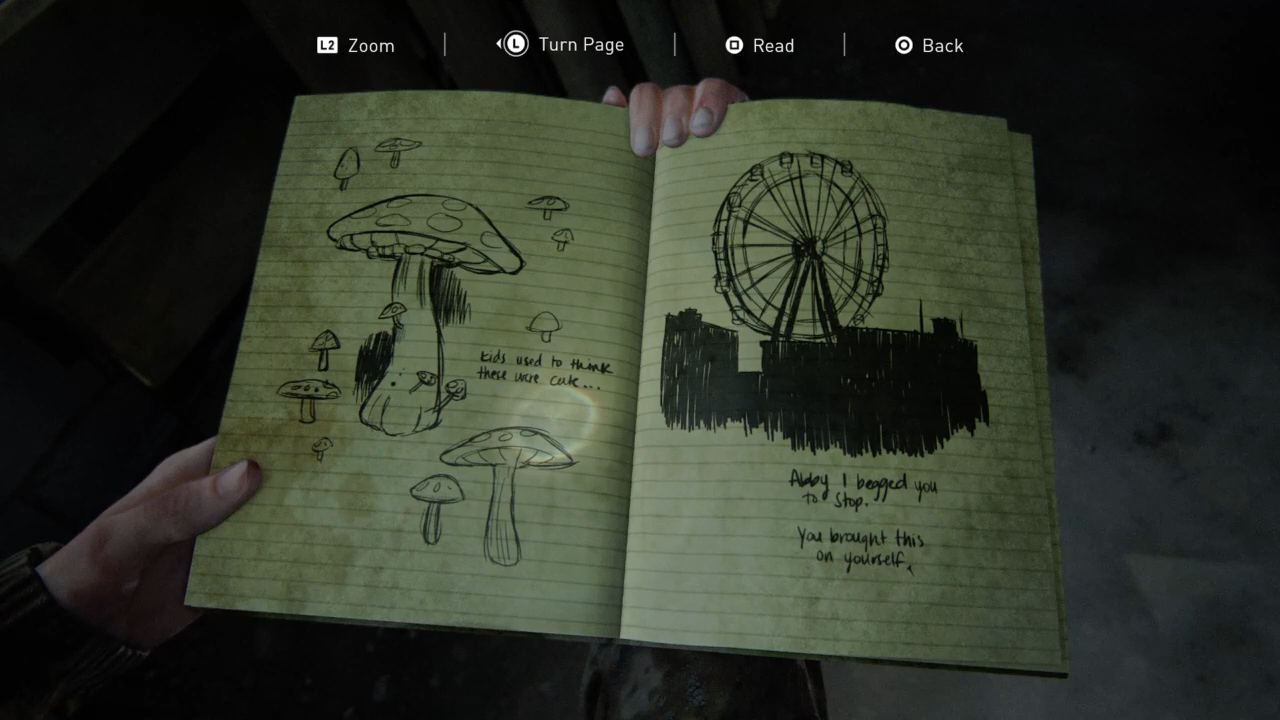 L2 Zoom | L Turn Page | Read | Back
kids used to think
these were cute...
Abby I begged you
to stop.
You brought this
on yourself.